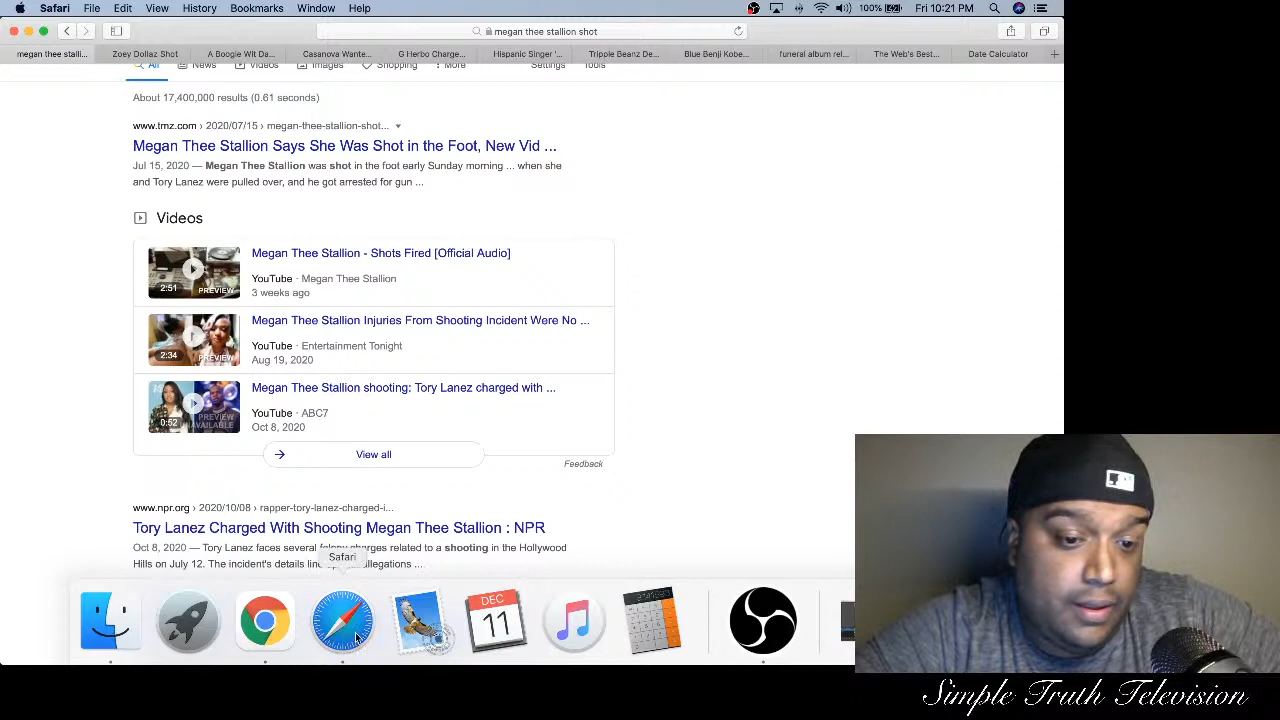 Safari File Edit View History Bookmarks Window Help 100% Fri 10:21 PM
megan thee stallion shot
megan thee stalli... Zoey Dollaz Shot A Boogie Wit Da... Casanova Wante... G Herbo Charge... Hispanic Singer '... Tripple Beanz De... Blue Benji Kobe... funeral album rel... The Web's Best... Date Calculator
All News Videos Images Shopping More Settings Tools
About 17,400,000 results (0.61 seconds)
www.tmz.com › 2020/07/15 › megan-thee-stallion-shot...
Megan Thee Stallion Says She Was Shot in the Foot, New Vid ...
Jul 15, 2020 — Megan Thee Stallion was shot in the foot early Sunday morning ... when she
and Tory Lanez were pulled over, and he got arrested for gun ...
Videos
Megan Thee Stallion - Shots Fired [Official Audio]
YouTube · Megan Thee Stallion
2:51 PREVIEW
3 weeks ago
Megan Thee Stallion Injuries From Shooting Incident Were No ...
YouTube · Entertainment Tonight
2:34 PREVIEW
Aug 19, 2020
Megan Thee Stallion shooting: Tory Lanez charged with ...
YouTube · ABC7
0:52 PREVIEW UNAVAILABLE
Oct 8, 2020
View all
Feedback
www.npr.org › 2020/10/08 › rapper-tory-lanez-charged-i...
Tory Lanez Charged With Shooting Megan Thee Stallion : NPR
Oct 8, 2020 — Tory Lanez faces several felony charges related to a shooting in the Hollywood
Safari
Hills on July 12. The incident's details line allegations ...
DEC
11
Simple Truth Television